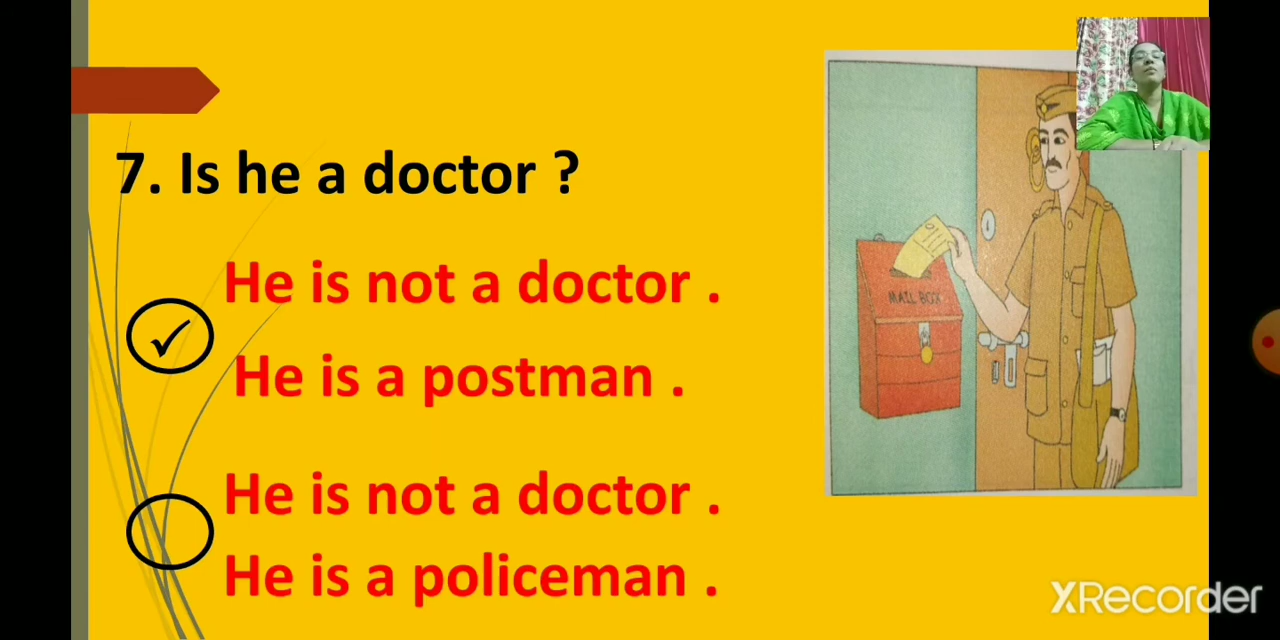 7. Is he a doctor ?
He is not a doctor .
He is a postman .
He is not a doctor .
He is a policeman .
MAIL BOX
XRecorder